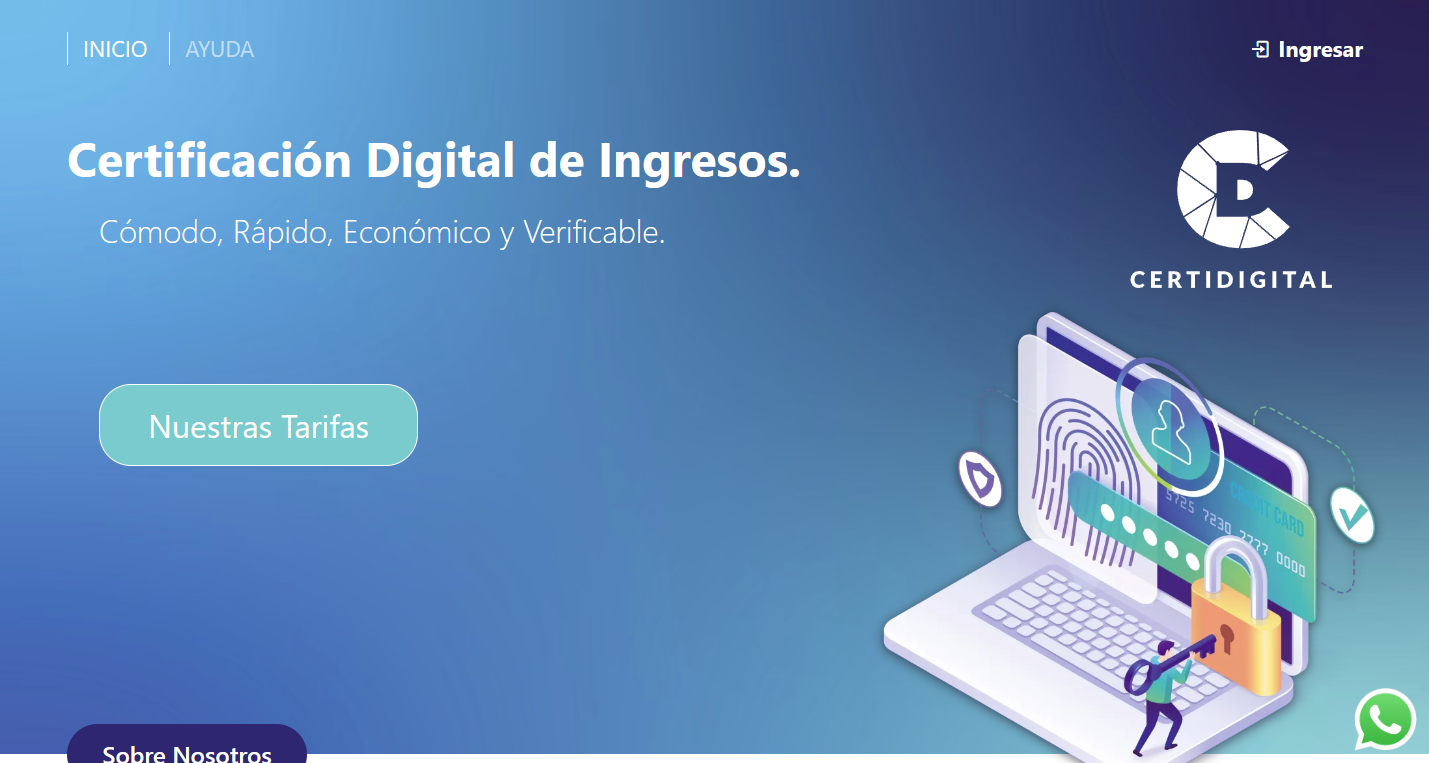 INICIO
AYUDA
Ingresar
Certificación Digital de Ingresos.
Cómodo, Rápido, Económico y Verificable.
CERTIDIGITAL
Nuestras Tarifas
CREDIT CARD
5725 7230 7777 0000
Sobre Nosotros